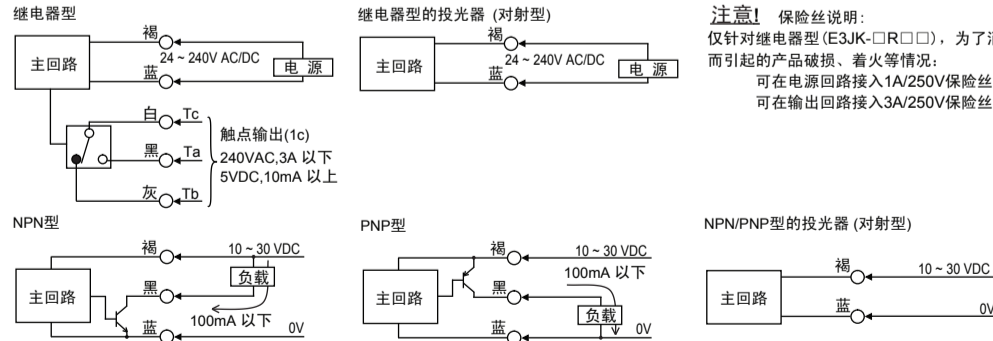 继电器型
褐
24 ~ 240V AC/DC
主回路
电 源
蓝
白 Tc
触点输出(1c)
黑 Ta
240VAC,3A 以下
5VDC,10mA 以上
灰 Tb
继电器型的投光器 (对射型)
褐
24 ~ 240V AC/DC
主回路
电 源
蓝
注意! 保险丝说明:
仅针对继电器型(E3JK-□R□□), 为了
而引起的产品破损、着火等情况:
可在电源回路接入1A/250V保险丝
可在输出回路接入3A/250V保险丝
NPN型
褐
10 ~ 30 VDC
负载
主回路
黑
100mA 以下
蓝
0V
PNP型
褐
10 ~ 30 VDC
100mA 以下
主回路
黑
负载
蓝
0V
NPN/PNP型的投光器 (对射型)
褐
10 ~ 30 VDC
主回路
蓝
0V